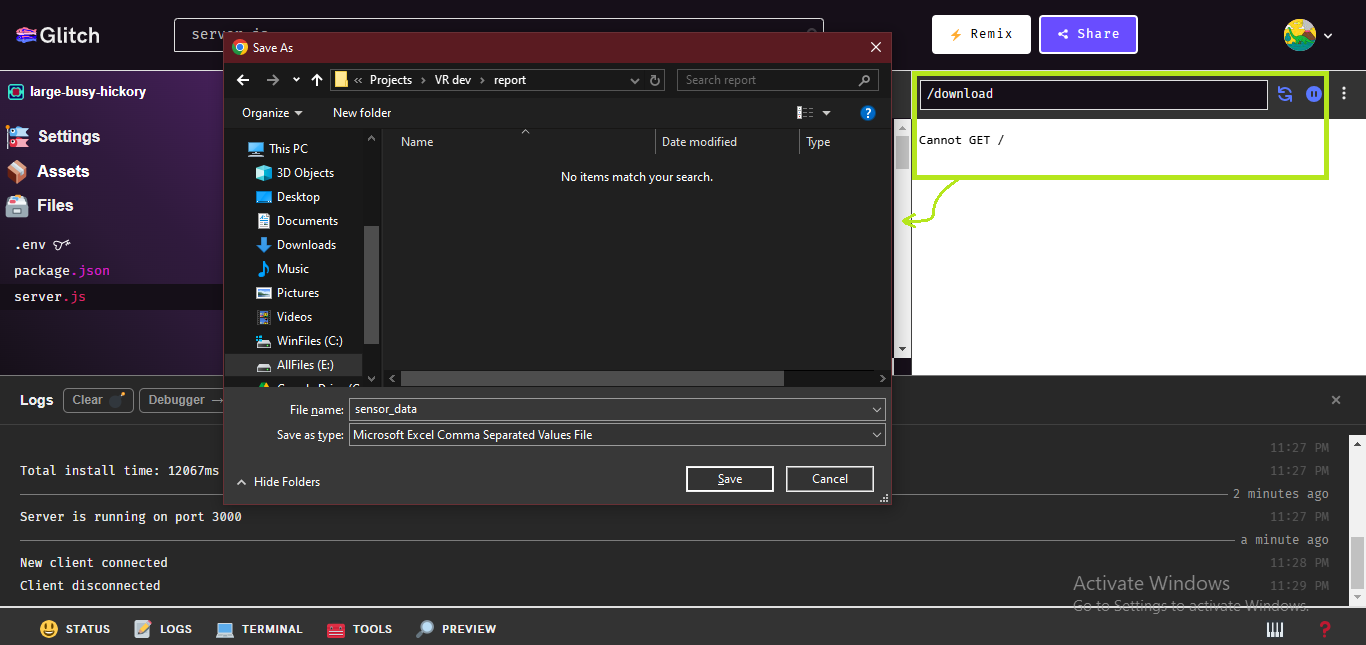 Glitch
server.js
Remix
Share
Save As
« Projects › VR dev › report
Search report
Organize
New folder
?
Name
Date modified
Type
No items match your search.
This PC
3D Objects
Desktop
Documents
Downloads
Music
Pictures
Videos
WinFiles (C:)
AllFiles (E:)
File name: sensor_data
Save as type: Microsoft Excel Comma Separated Values File
Hide Folders
Save
Cancel
large-busy-hickory
Settings
Assets
Files
.env
package.json
server.js
/download
Cannot GET /
Logs
Clear
Debugger →
11:27 PM
Total install time: 12067ms
11:27 PM
2 minutes ago
Server is running on port 3000
11:27 PM
a minute ago
New client connected
11:28 PM
Client disconnected
11:29 PM
Activate Windows
Go to Settings to activate Windows.
STATUS
LOGS
TERMINAL
TOOLS
PREVIEW
?